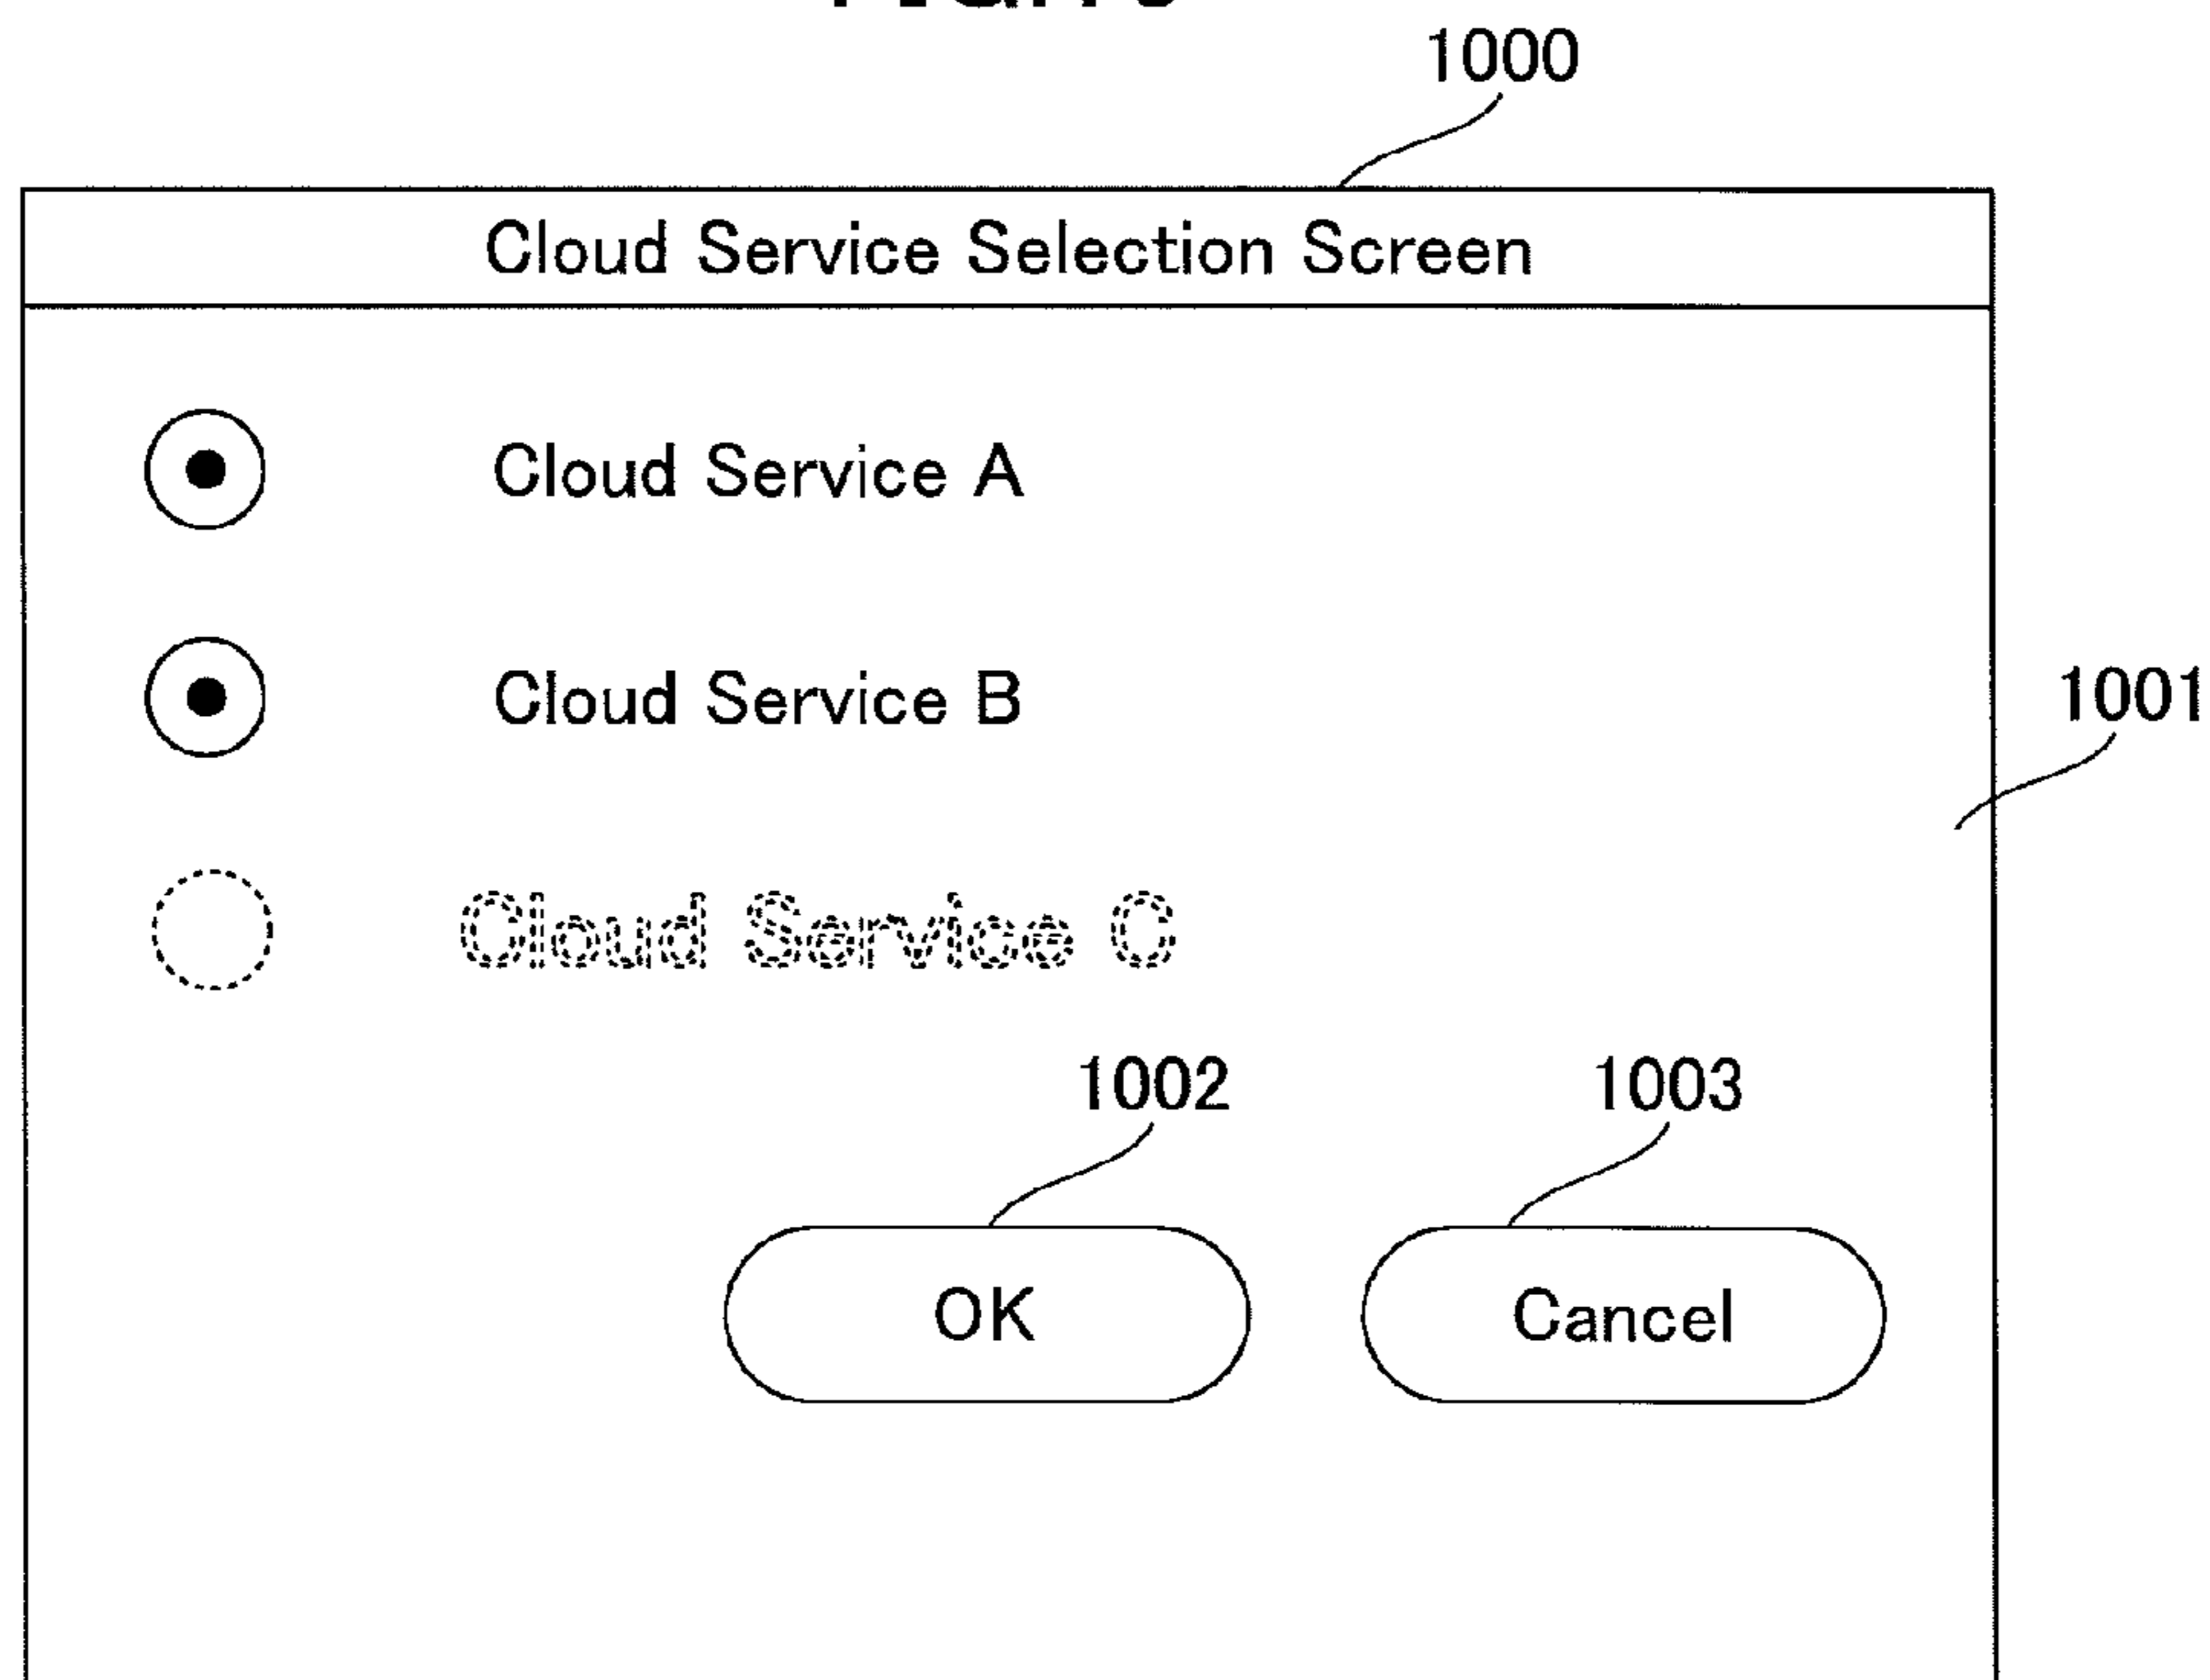 1000
Cloud Service Selection Screen
Cloud Service A
Cloud Service B
1001
Cloud Service C
1002 1003
OK Cancel